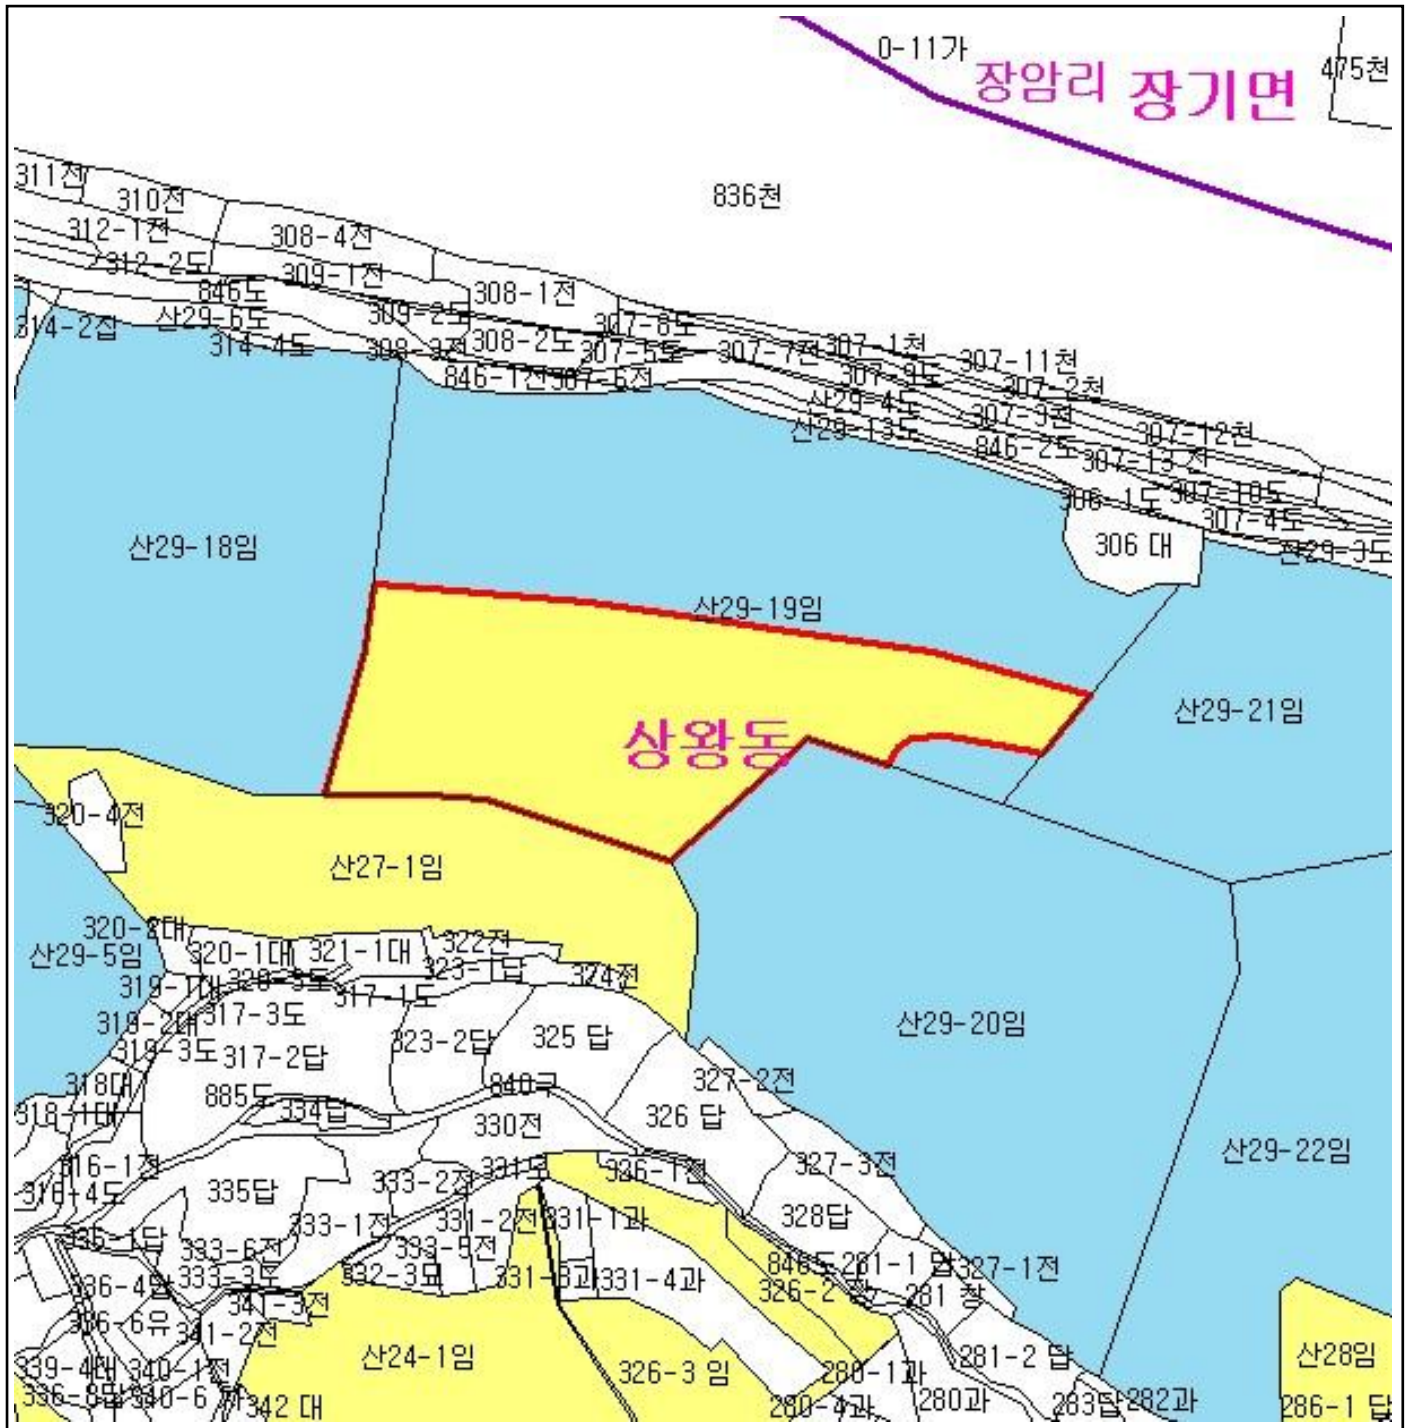 0-11가
장암리 장기면
475천
836천
311전
310전
312-1전
308-4전
312-2도
309-1전
846도
308-1전
309-2도
산29-6도
307-8도
314-2잡
314-4도
308-3전
308-2도
307-5도
307-7전
307-1천
307-11천
846-1전
307-6전
307-9도
307-2천
산29-4도
307-3전
산29-13도
846-2도
307-12천
307-13 전
306-1도
307-10도
307-4도
산29-3도
306 대
산29-18임
산29-19임
산29-21임
상왕동
320-4전
산27-1임
320-2대
산29-5임
320-1대
321-1대
322전
323-1답
324전
319-1대
320-3도
317-1도
319-2대
317-3도
319-3도
317-2답
323-2답
325 답
산29-20임
318대
318-1대
885도
334답
840구
327-2전
326 답
330전
산29-22임
316-1전
316-4도
335답
333-2전
331도
326-1전
327-3전
333-1전
331-2전
331-1과
328답
336-1답
333-6전
333-5전
333-3도
332-3묘
331-3과
331-4과
846도
281-1 답
327-1전
336-4답
326-2 창
281 창
341-3전
336-6유
341-2전
산24-1임
326-3 임
280-1과
281-2 답
산28임
339-4대
340-1전
336-8답
342 대
280-4과
280과
283답
282과
286-1 답